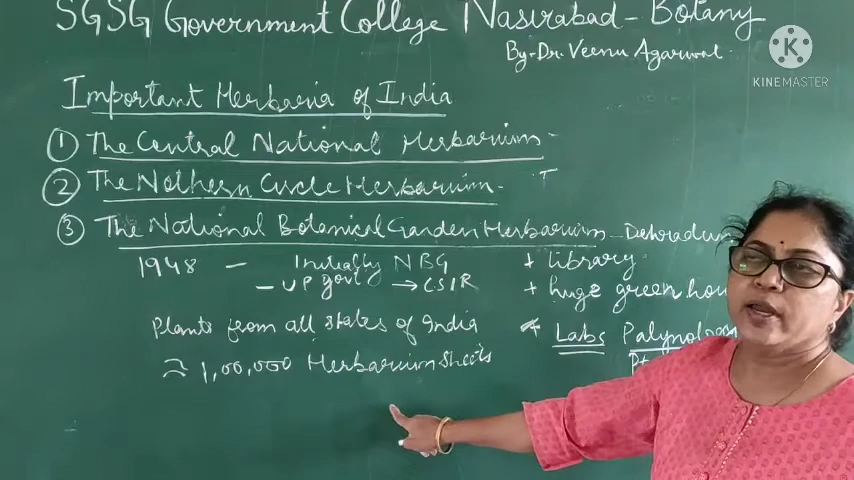 SGSG Government College Nasirabad - Botany
By- Dr. Veenu Agarwal.
K
KINEMASTER
Important Herbaria of India
① The Central National Herbarium -
② The Nothern Circle Herbarium -
③ The National Botanical Garden Herbarium - Dehradun
1948 - Initially NBG
- UP govt → CSIR
+ library
+ huge green hou
Plants from all states of India
≈ 1,00,000 Herbarium Sheets
+ Labs